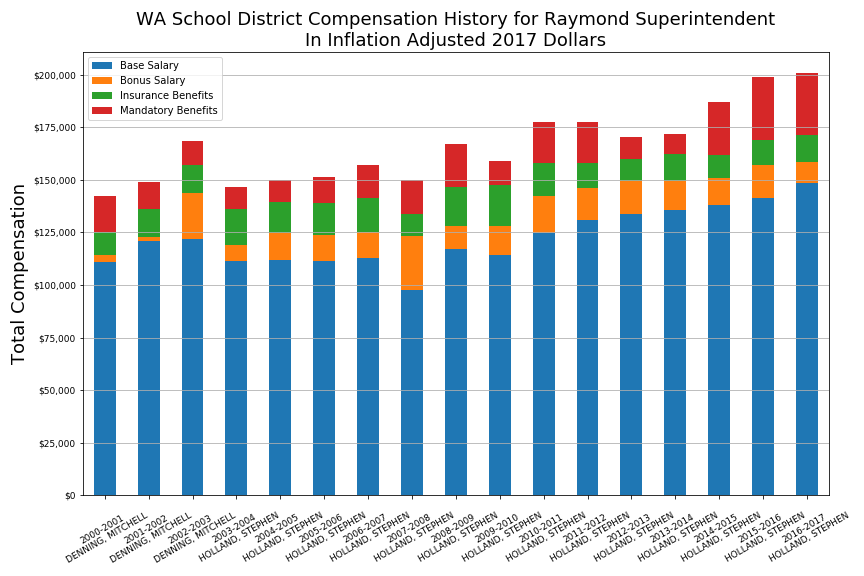 WA School District Compensation History for Raymond Superintendent
In Inflation Adjusted 2017 Dollars
Base Salary
Bonus Salary
Insurance Benefits
Mandatory Benefits
Total Compensation
$200,000
$175,000
$150,000
$125,000
$100,000
$75,000
$50,000
$25,000
$0
2000-2001
DENNING, MITCHELL
2001-2002
DENNING, MITCHELL
2002-2003
DENNING, MITCHELL
2003-2004
HOLLAND, STEPHEN
2004-2005
HOLLAND, STEPHEN
2005-2006
HOLLAND, STEPHEN
2006-2007
HOLLAND, STEPHEN
2007-2008
HOLLAND, STEPHEN
2008-2009
HOLLAND, STEPHEN
2009-2010
HOLLAND, STEPHEN
2010-2011
HOLLAND, STEPHEN
2011-2012
HOLLAND, STEPHEN
2012-2013
HOLLAND, STEPHEN
2013-2014
HOLLAND, STEPHEN
2014-2015
HOLLAND, STEPHEN
2015-2016
HOLLAND, STEPHEN
2016-2017
HOLLAND, STEPHEN